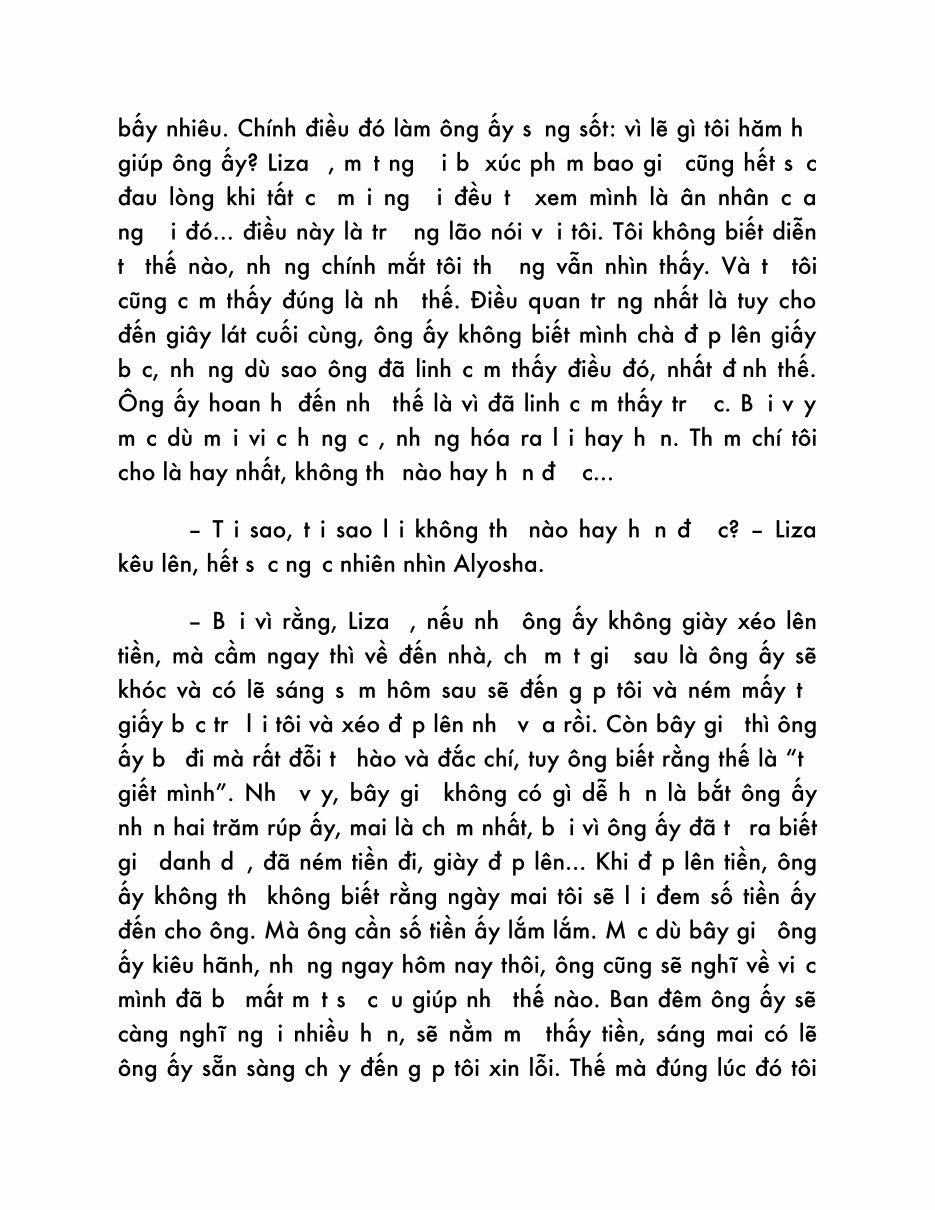 bấy nhiêu. Chính điều đó làm ông ấy s ng sốt: vì lẽ gì tôi hăm h
giúp ông ấy? Liza , m t ng i b xúc ph m bao gi cũng hết s c
đau lòng khi tất c m i ng i đều t xem mình là ân nhân c a
ng i đó... điều này là tr ng lão nói v i tôi. Tôi không biết diễn
t thế nào, nh ng chính mắt tôi th ng vẫn nhìn thấy. Và t tôi
cũng c m thấy đúng là nh thế. Điều quan tr ng nhất là tuy cho
đến giây lát cuối cùng, ông ấy không biết mình chà đ p lên giấy
b c, nh ng dù sao ông đã linh c m thấy điều đó, nhất đ nh thế.
Ông ấy hoan h đến nh thế là vì đã linh c m thấy tr c. B i v y
m c dù m i vi c h ng c , nh ng hóa ra l i hay h n. Th m chí tôi
cho là hay nhất, không th nào hay h n đ c...
– T i sao, t i sao l i không th nào hay h n đ c? – Liza
kêu lên, hết s c ng c nhiên nhìn Alyosha.
– B i vì rằng, Liza , nếu nh ông ấy không giày xéo lên
tiền, mà cầm ngay thì về đến nhà, ch m t gi sau là ông ấy sẽ
khóc và có lẽ sáng s m hôm sau sẽ đến g p tôi và ném mấy t
giấy b c tr l i tôi và xéo đ p lên nh v a rồi. Còn bây gi thì ông
ấy b đi mà rất đỗi t hào và đắc chí, tuy ông biết rằng thế là “t
giết mình”. Nh v y, bây gi không có gì dễ h n là bắt ông ấy
nh n hai trăm rúp ấy, mai là ch m nhất, b i vì ông ấy đã t ra biết
gi danh d , đã ném tiền đi, giày đ p lên... Khi đ p lên tiền, ông
ấy không th không biết rằng ngày mai tôi sẽ l i đem số tiền ấy
đến cho ông. Mà ông cần số tiền ấy lắm lắm. M c dù bây gi ông
ấy kiêu hãnh, nh ng ngay hôm nay thôi, ông cũng sẽ nghĩ về vi c
mình đã b mất m t s c u giúp nh thế nào. Ban đêm ông ấy sẽ
càng nghĩ ng i nhiều h n, sẽ nằm m thấy tiền, sáng mai có lẽ
ông ấy sẵn sàng ch y đến g p tôi xin lỗi. Thế mà đúng lúc đó tôi